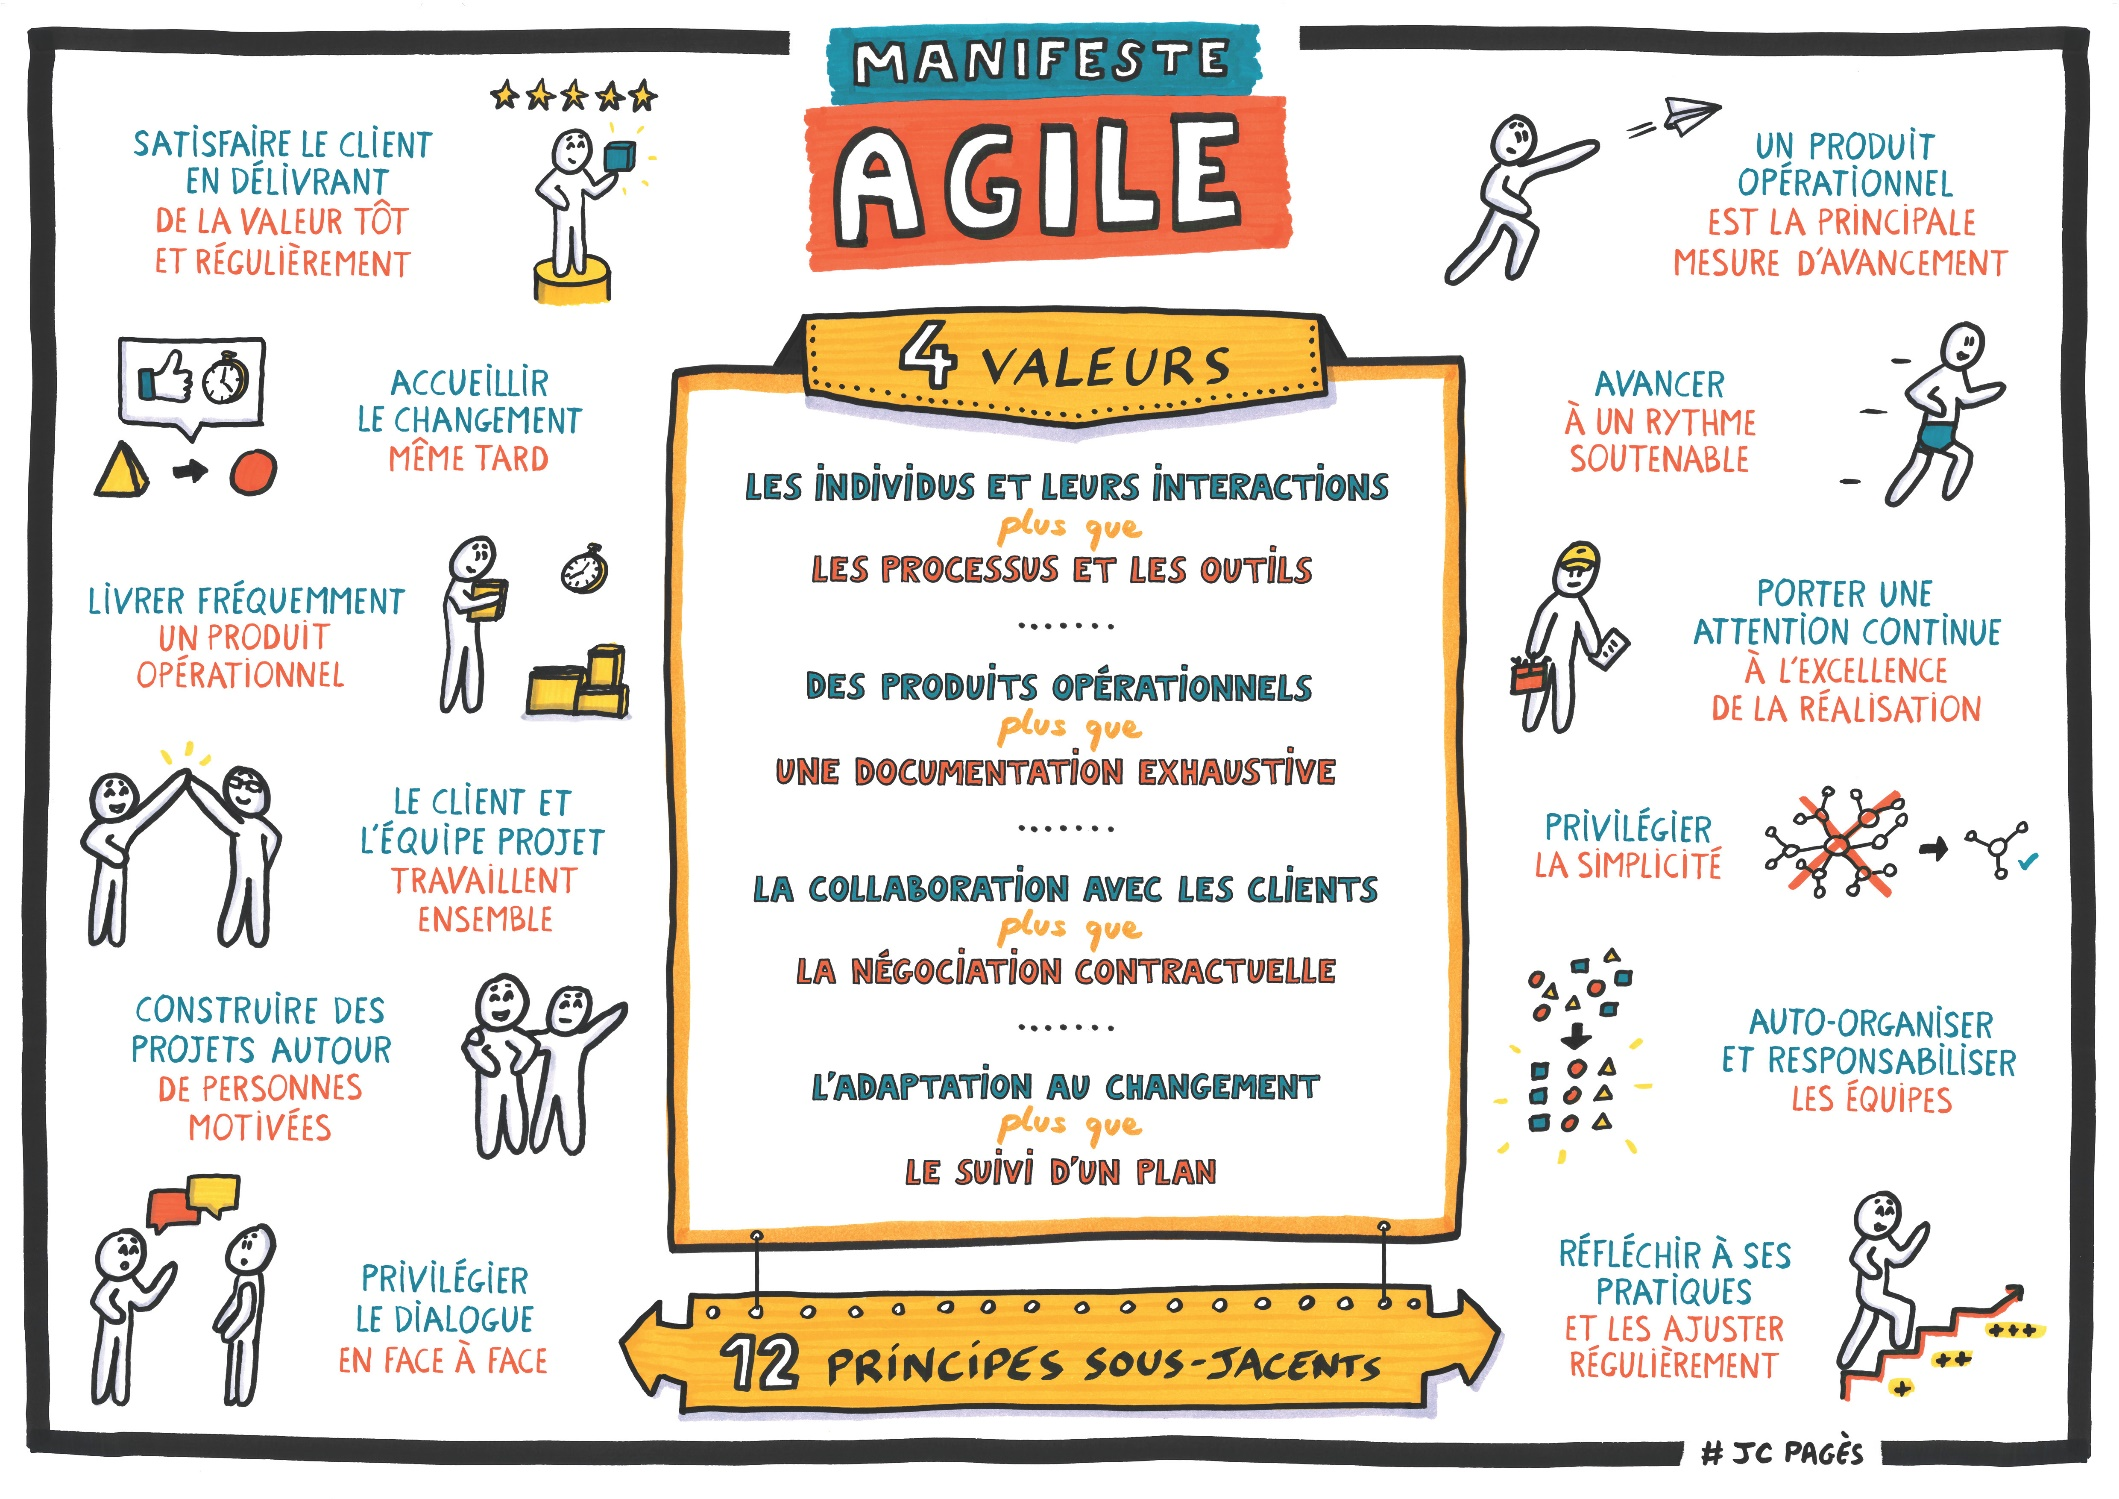 MANIFESTE
AGILE
SATISFAIRE LE CLIENT
EN DÉLIVRANT
DE LA VALEUR TÔT
ET RÉGULIÈREMENT
ACCUEILLIR
LE CHANGEMENT
MÊME TARD
LIVRER FRÉQUEMMENT
UN PRODUIT
OPÉRATIONNEL
LE CLIENT ET
L'ÉQUIPE PROJET
TRAVAILLENT
ENSEMBLE
CONSTRUIRE DES
PROJETS AUTOUR
DE PERSONNES
MOTIVÉES
PRIVILÉGIER
LE DIALOGUE
EN FACE À FACE
4 VALEURS
LES INDIVIDUS ET LEURS INTERACTIONS
plus que
LES PROCESSUS ET LES OUTILS
.......
DES PRODUITS OPÉRATIONNELS
plus que
UNE DOCUMENTATION EXHAUSTIVE
.......
LA COLLABORATION AVEC LES CLIENTS
plus que
LA NÉGOCIATION CONTRACTUELLE
.......
L'ADAPTATION AU CHANGEMENT
plus que
LE SUIVI D'UN PLAN
12 PRINCIPES SOUS-JACENTS
UN PRODUIT
OPÉRATIONNEL
EST LA PRINCIPALE
MESURE D'AVANCEMENT
AVANCER
À UN RYTHME
SOUTENABLE
PORTER UNE
ATTENTION CONTINUE
À L'EXCELLENCE
DE LA RÉALISATION
PRIVILÉGIER
LA SIMPLICITÉ
AUTO-ORGANISER
ET RESPONSABILISER
LES ÉQUIPES
RÉFLÉCHIR À SES
PRATIQUES
ET LES AJUSTER
RÉGULIÈREMENT
+++
++
+
# JC PAGÈS